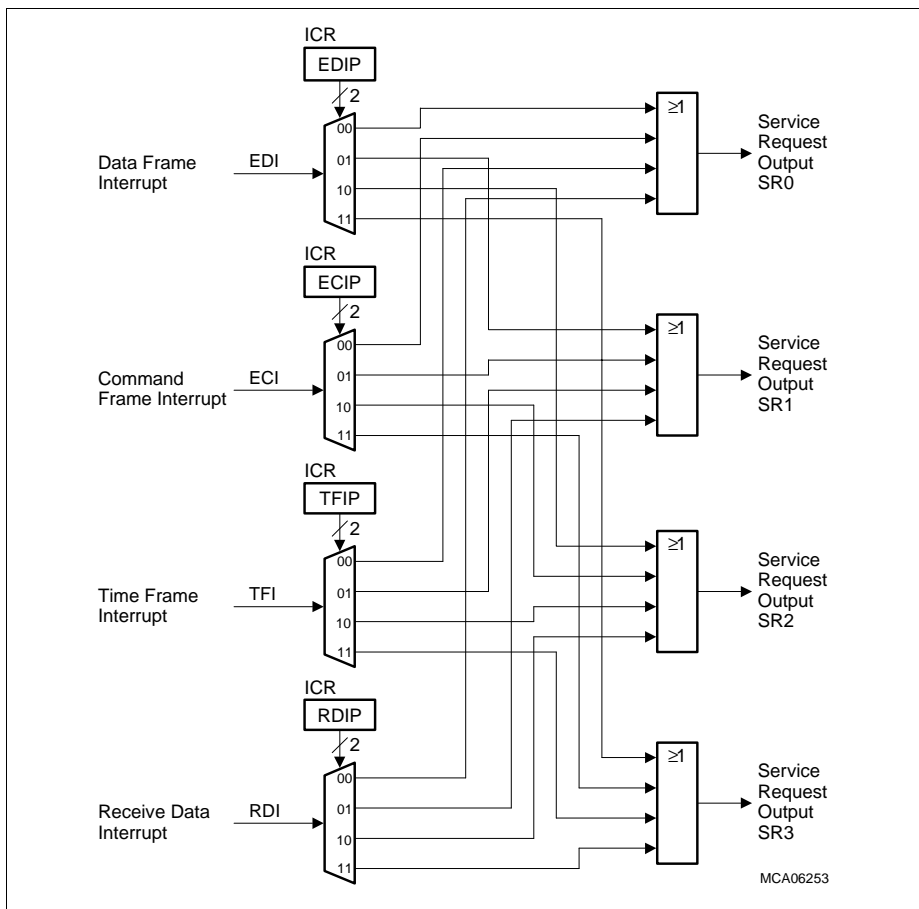 ICR
EDIP
2
00
01
10
11
Data Frame
Interrupt
EDI
≥1
Service
Request
Output
SR0
ICR
ECIP
2
00
01
10
11
Command
Frame Interrupt
ECI
≥1
Service
Request
Output
SR1
ICR
TFIP
2
00
01
10
11
Time Frame
Interrupt
TFI
≥1
Service
Request
Output
SR2
ICR
RDIP
2
00
01
10
11
Receive Data
Interrupt
RDI
≥1
Service
Request
Output
SR3
MCA06253